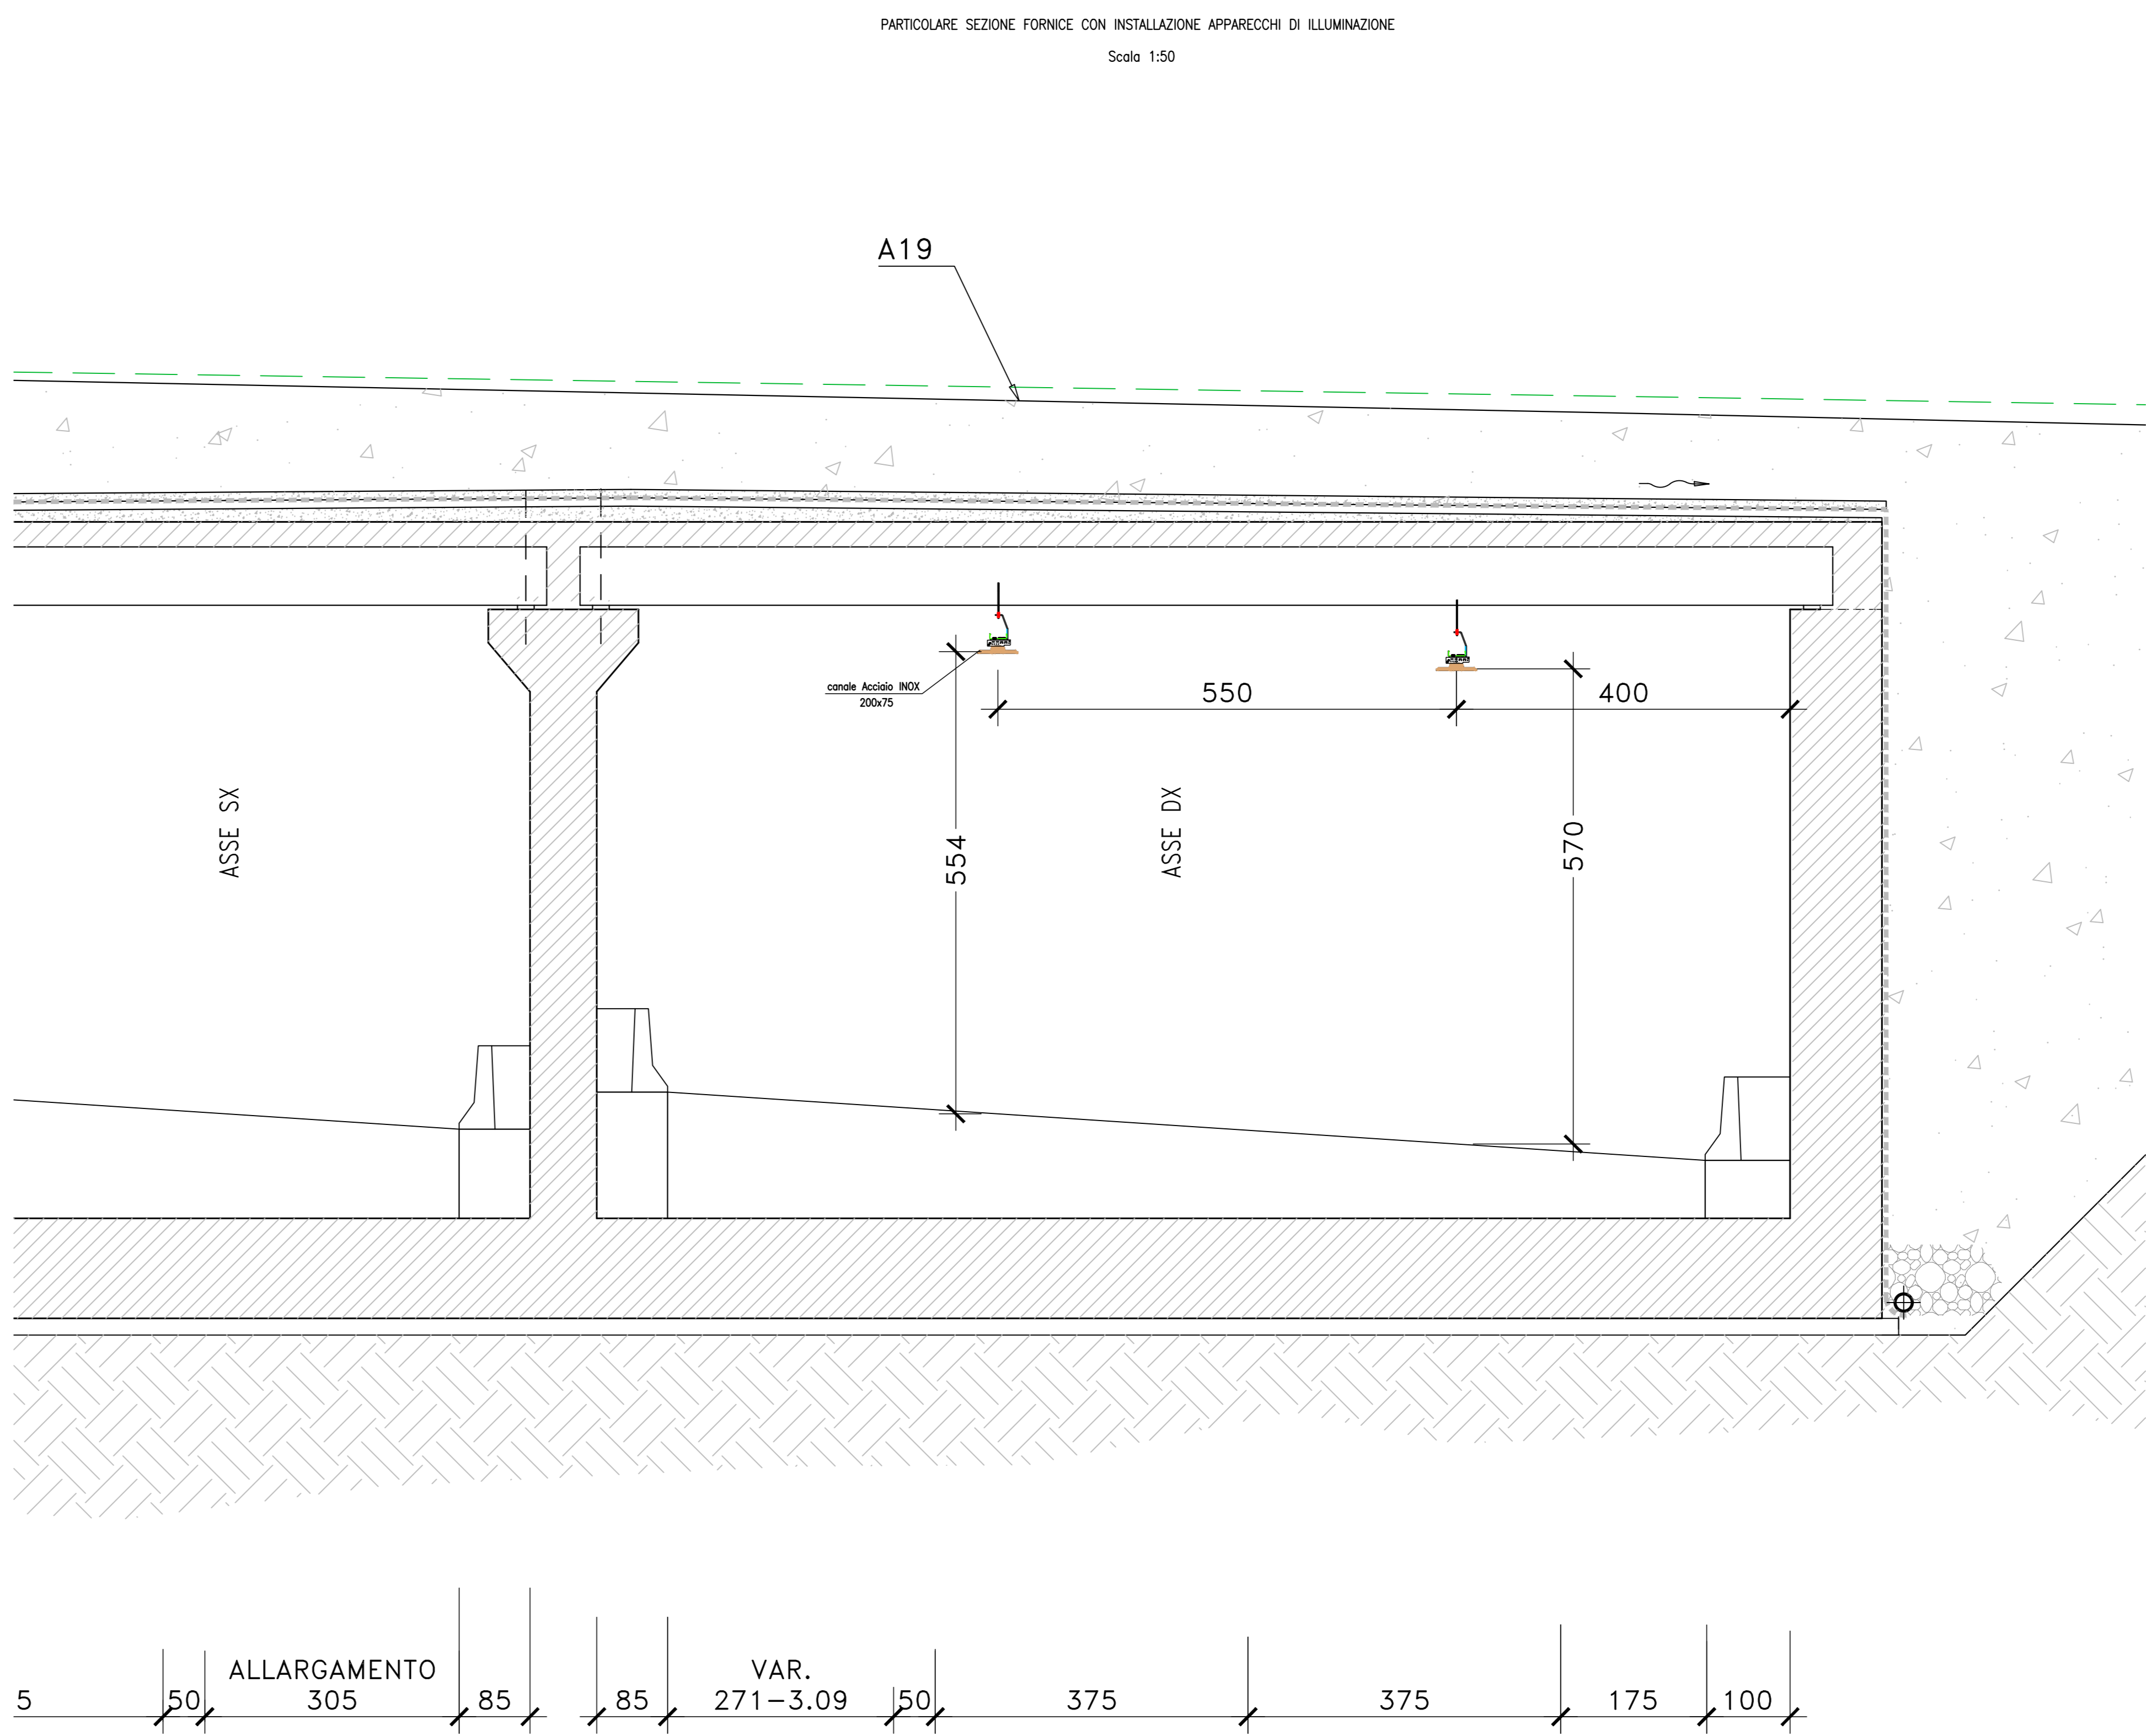 PARTICOLARE SEZIONE FORNICE CON INSTALLAZIONE APPARECCHI DI ILLUMINAZIONE
Scala 1:50
A19
canale Acciaio INOX
200x75
550
400
ASSE SX
554
ASSE DX
570
ALLARGAMENTO
VAR.
5
50
305
85
85
271-3.09
50
375
375
175
100